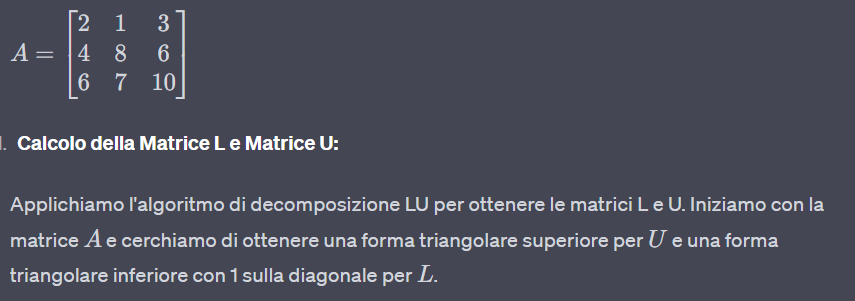 A = [2 1 3
4 8 6
6 7 10]
. Calcolo della Matrice L e Matrice U:
Applichiamo l'algoritmo di decomposizione LU per ottenere le matrici L e U. Iniziamo con la
matrice A e cerchiamo di ottenere una forma triangolare superiore per U e una forma
triangolare inferiore con 1 sulla diagonale per L.